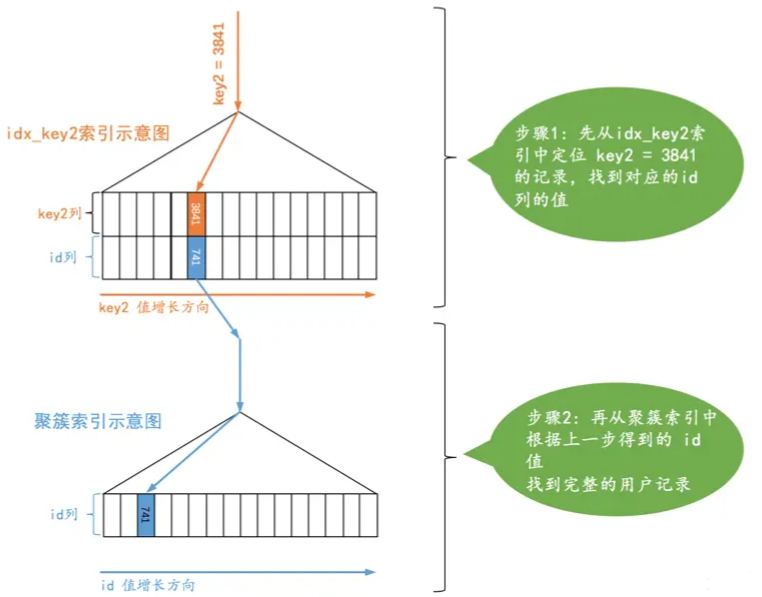 key2 = 3841
idx_key2索引示意图
步骤1: 先从idx_key2索
引中定位 key2 = 3841
的记录, 找到对应的id
列的值
key2列
3841
id列
741
key2 值增长方向
聚簇索引示意图
步骤2: 再从聚簇索引中
根据上一步得到的 id
值
找到完整的用户记录
id列
741
id 值增长方向